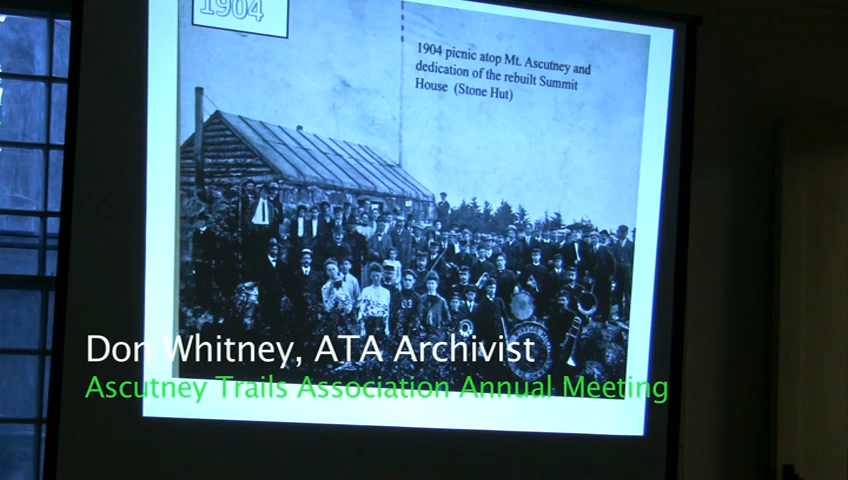 1904
1904 picnic atop Mt. Ascutney and
dedication of the rebuilt Summit
House (Stone Hut)
03
Don Whitney, ATA Archivist
Ascutney Trails Association Annual Meeting